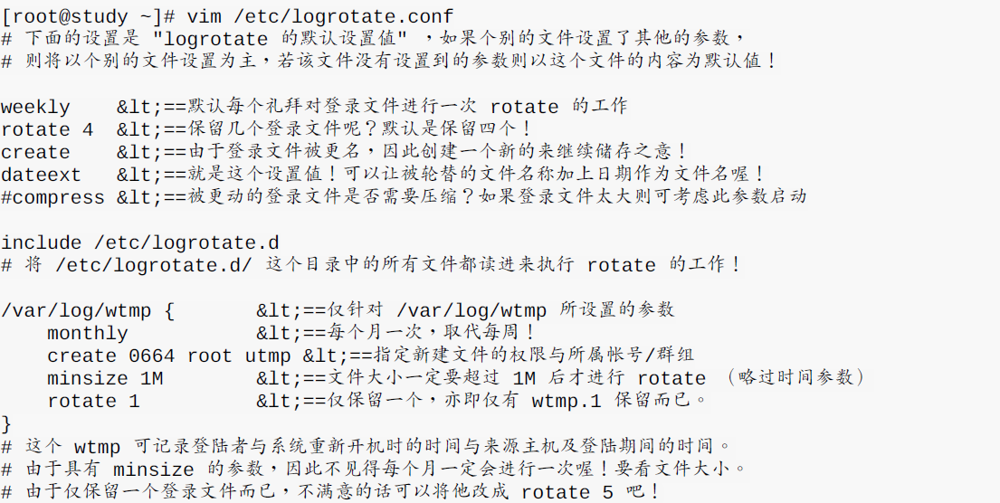 [root@study ~]# vim /etc/logrotate.conf
# 下面的设置是 "logrotate 的默认设置值" ，如果个别的文件设置了其他的参数，
# 则将以个别的文件设置为主，若该文件没有设置到的参数则以这个文件的内容为默认值！
weekly    &lt;==默认每个礼拜对登录文件进行一次 rotate 的工作
rotate 4  &lt;==保留几个登录文件呢？默认是保留四个！
create    &lt;==由于登录文件被更名，因此创建一个新的来继续储存之意！
dateext   &lt;==就是这个设置值！可以让被轮替的文件名称加上日期作为文件名喔！
#compress &lt;==被更动的登录文件是否需要压缩？如果登录文件太大则可考虑此参数启动
include /etc/logrotate.d
# 将 /etc/logrotate.d/ 这个目录中的所有文件都读进来执行 rotate 的工作！
/var/log/wtmp {       &lt;==仅针对 /var/log/wtmp 所设置的参数
    monthly           &lt;==每个月一次，取代每周！
    create 0664 root utmp &lt;==指定新建文件的权限与所属帐号/群组
    minsize 1M        &lt;==文件大小一定要超过 1M 后才进行 rotate （略过时间参数）
    rotate 1          &lt;==仅保留一个，亦即仅有 wtmp.1 保留而已。
}
# 这个 wtmp 可记录登陆者与系统重新开机时的时间与来源主机及登陆期间的时间。
# 由于具有 minsize 的参数，因此不见得每个月一定会进行一次喔！要看文件大小。
# 由于仅保留一个登录文件而已，不满意的话可以将他改成 rotate 5 吧！